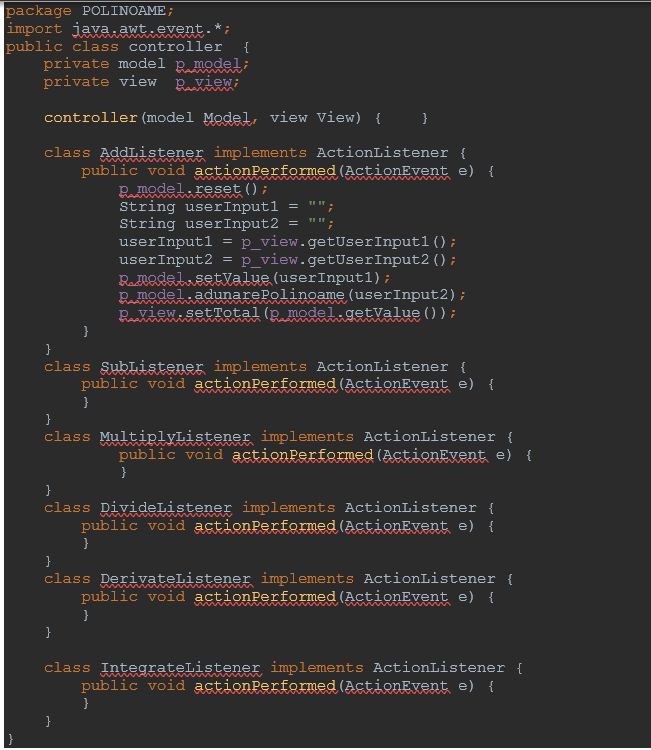 package POLINOAME;
import java.awt.event.*;
public class controller  {
    private model p_model;
    private view  p_view;

    controller(model Model, view View) {    }

    class AddListener implements ActionListener {
        public void actionPerformed(ActionEvent e) {
            p_model.reset();
            String userInput1 = "";
            String userInput2 = "";
            userInput1 = p_view.getUserInput1();
            userInput2 = p_view.getUserInput2();
            p_model.setValue(userInput1);
            p_model.adunarePolinoame(userInput2);
            p_view.setTotal(p_model.getValue());
        }
    }
    class SubListener implements ActionListener {
        public void actionPerformed(ActionEvent e) {
        }
    }
    class MultiplyListener implements ActionListener {
            public void actionPerformed(ActionEvent e) {
            }
    }
    class DivideListener implements ActionListener {
        public void actionPerformed(ActionEvent e) {
        }
    }
    class DerivateListener implements ActionListener {
        public void actionPerformed(ActionEvent e) {
        }
    }

    class IntegrateListener implements ActionListener {
        public void actionPerformed(ActionEvent e) {
        }
    }
}